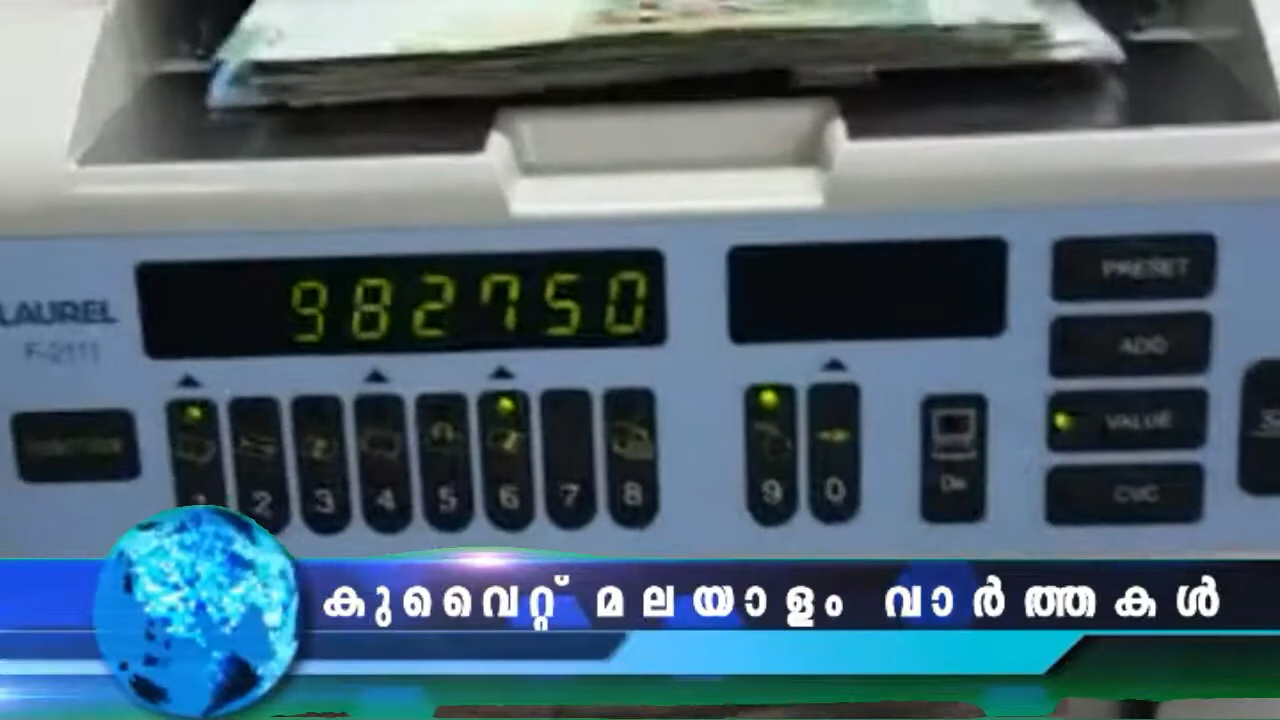 982750
PRESET
LAUREL
F-2111
ADD
VALUE
1 2 3 4 5 6 7 8 9 0
CVC
കുവൈറ്റ് മലയാളം വാർത്തകൾ